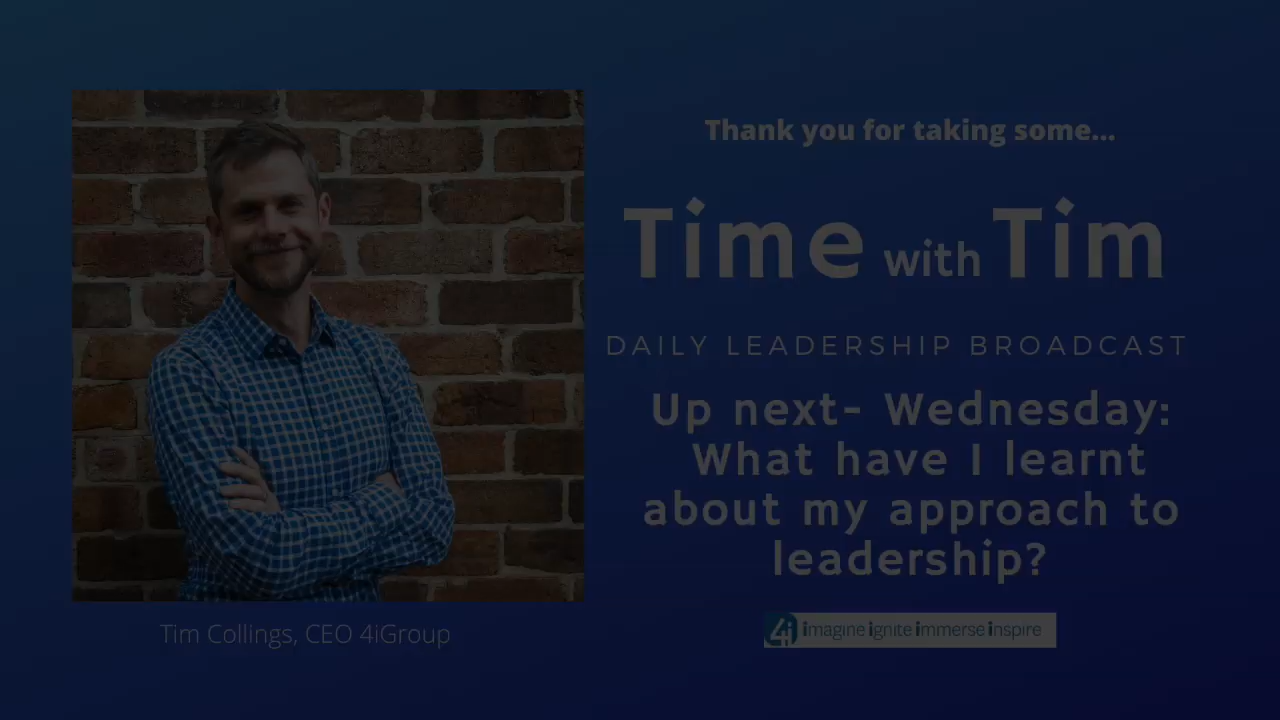 Thank you for taking some...
Time with Tim
DAILY LEADERSHIP BROADCAST
Up next- Wednesday:
What have I learnt
about my approach to
leadership?
Tim Collings, CEO 4iGroup
4i imagine ignite immerse inspire